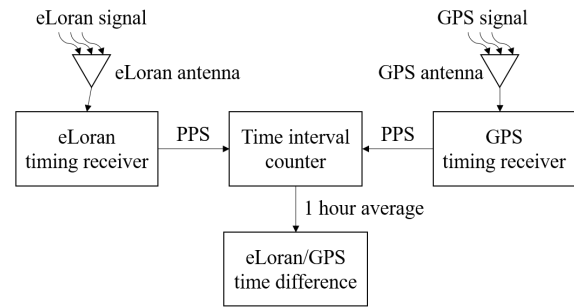 eLoran signal
GPS signal
eLoran antenna
GPS antenna
eLoran
timing receiver
PPS
Time interval
counter
PPS
GPS
timing receiver
1 hour average
eLoran/GPS
time difference